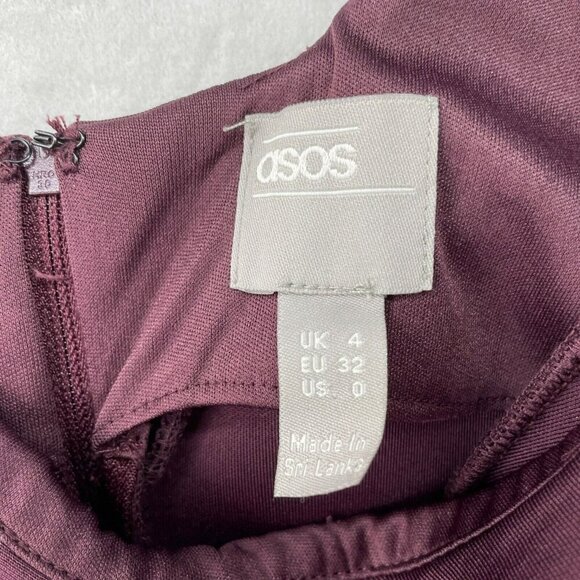 asos
UK 4
EU 32
US 0
Made In
Sri Lanka